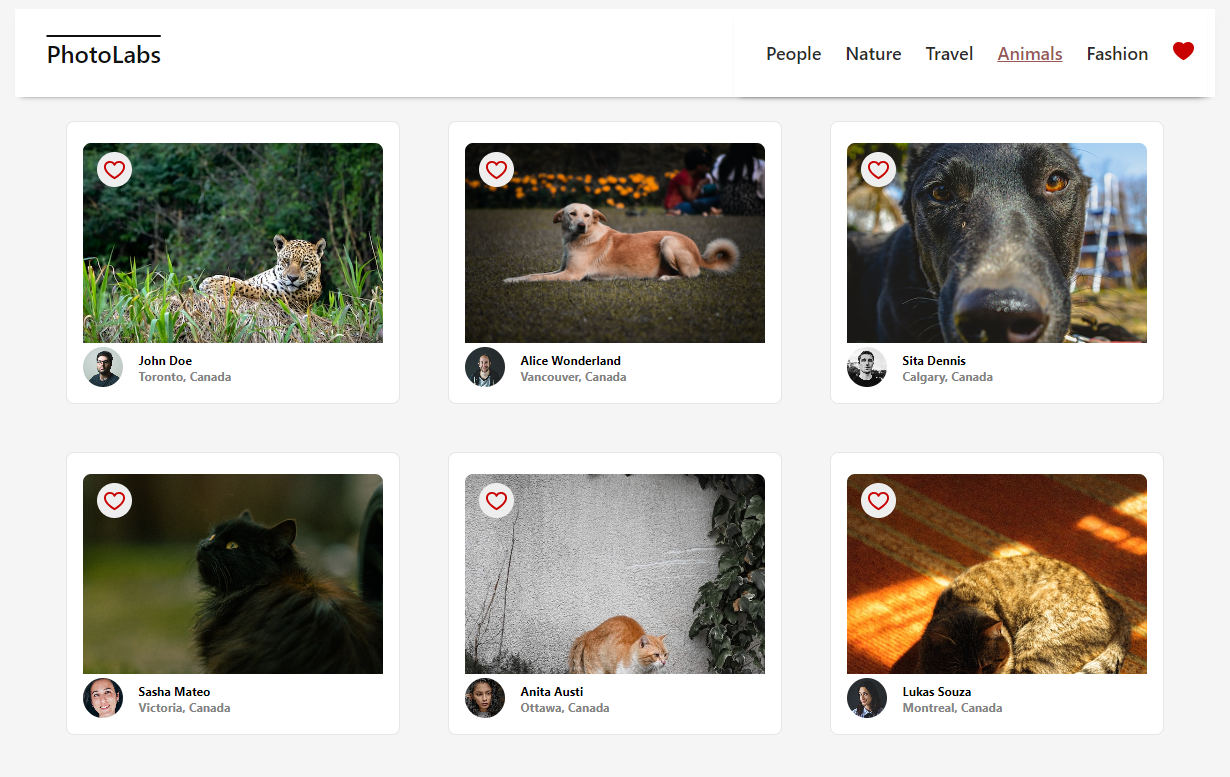 PhotoLabs
People Nature Travel Animals Fashion
John Doe
Toronto, Canada
Alice Wonderland
Vancouver, Canada
Sita Dennis
Calgary, Canada
Sasha Mateo
Victoria, Canada
Anita Austi
Ottawa, Canada
Lukas Souza
Montreal, Canada